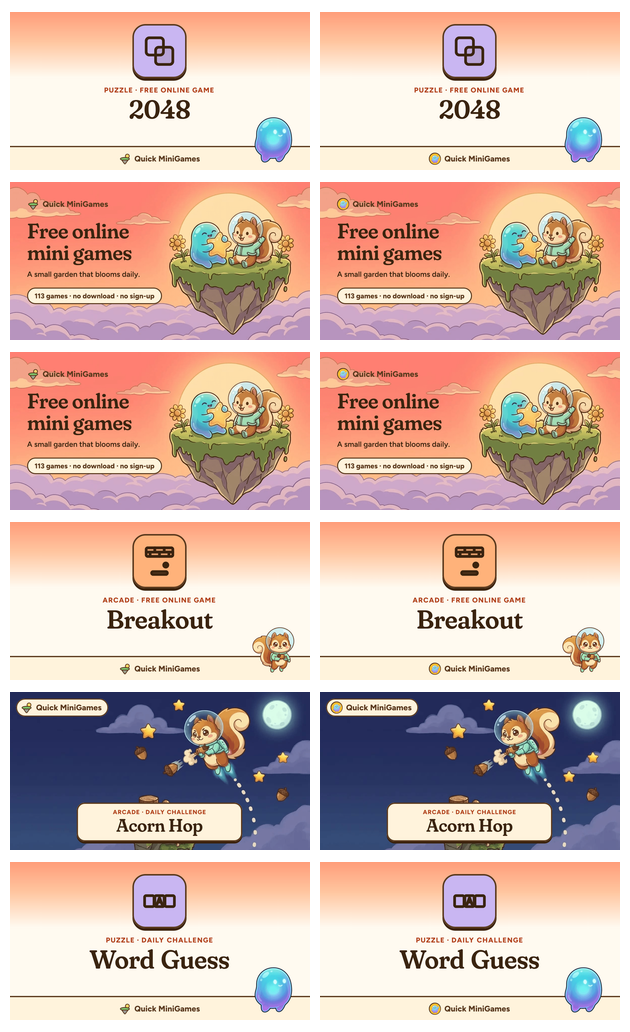 PUZZLE · FREE ONLINE GAME
2048
Quick MiniGames
PUZZLE · FREE ONLINE GAME
2048
Quick MiniGames
Quick MiniGames
Free online
mini games
A small garden that blooms daily.
113 games · no download · no sign-up
Quick MiniGames
Free online
mini games
A small garden that blooms daily.
113 games · no download · no sign-up
Quick MiniGames
Free online
mini games
A small garden that blooms daily.
113 games · no download · no sign-up
Quick MiniGames
Free online
mini games
A small garden that blooms daily.
113 games · no download · no sign-up
ARCADE · FREE ONLINE GAME
Breakout
Quick MiniGames
ARCADE · FREE ONLINE GAME
Breakout
Quick MiniGames
Quick MiniGames
ARCADE · DAILY CHALLENGE
Acorn Hop
Quick MiniGames
ARCADE · DAILY CHALLENGE
Acorn Hop
A
PUZZLE · DAILY CHALLENGE
Word Guess
Quick MiniGames
A
PUZZLE · DAILY CHALLENGE
Word Guess
Quick MiniGames